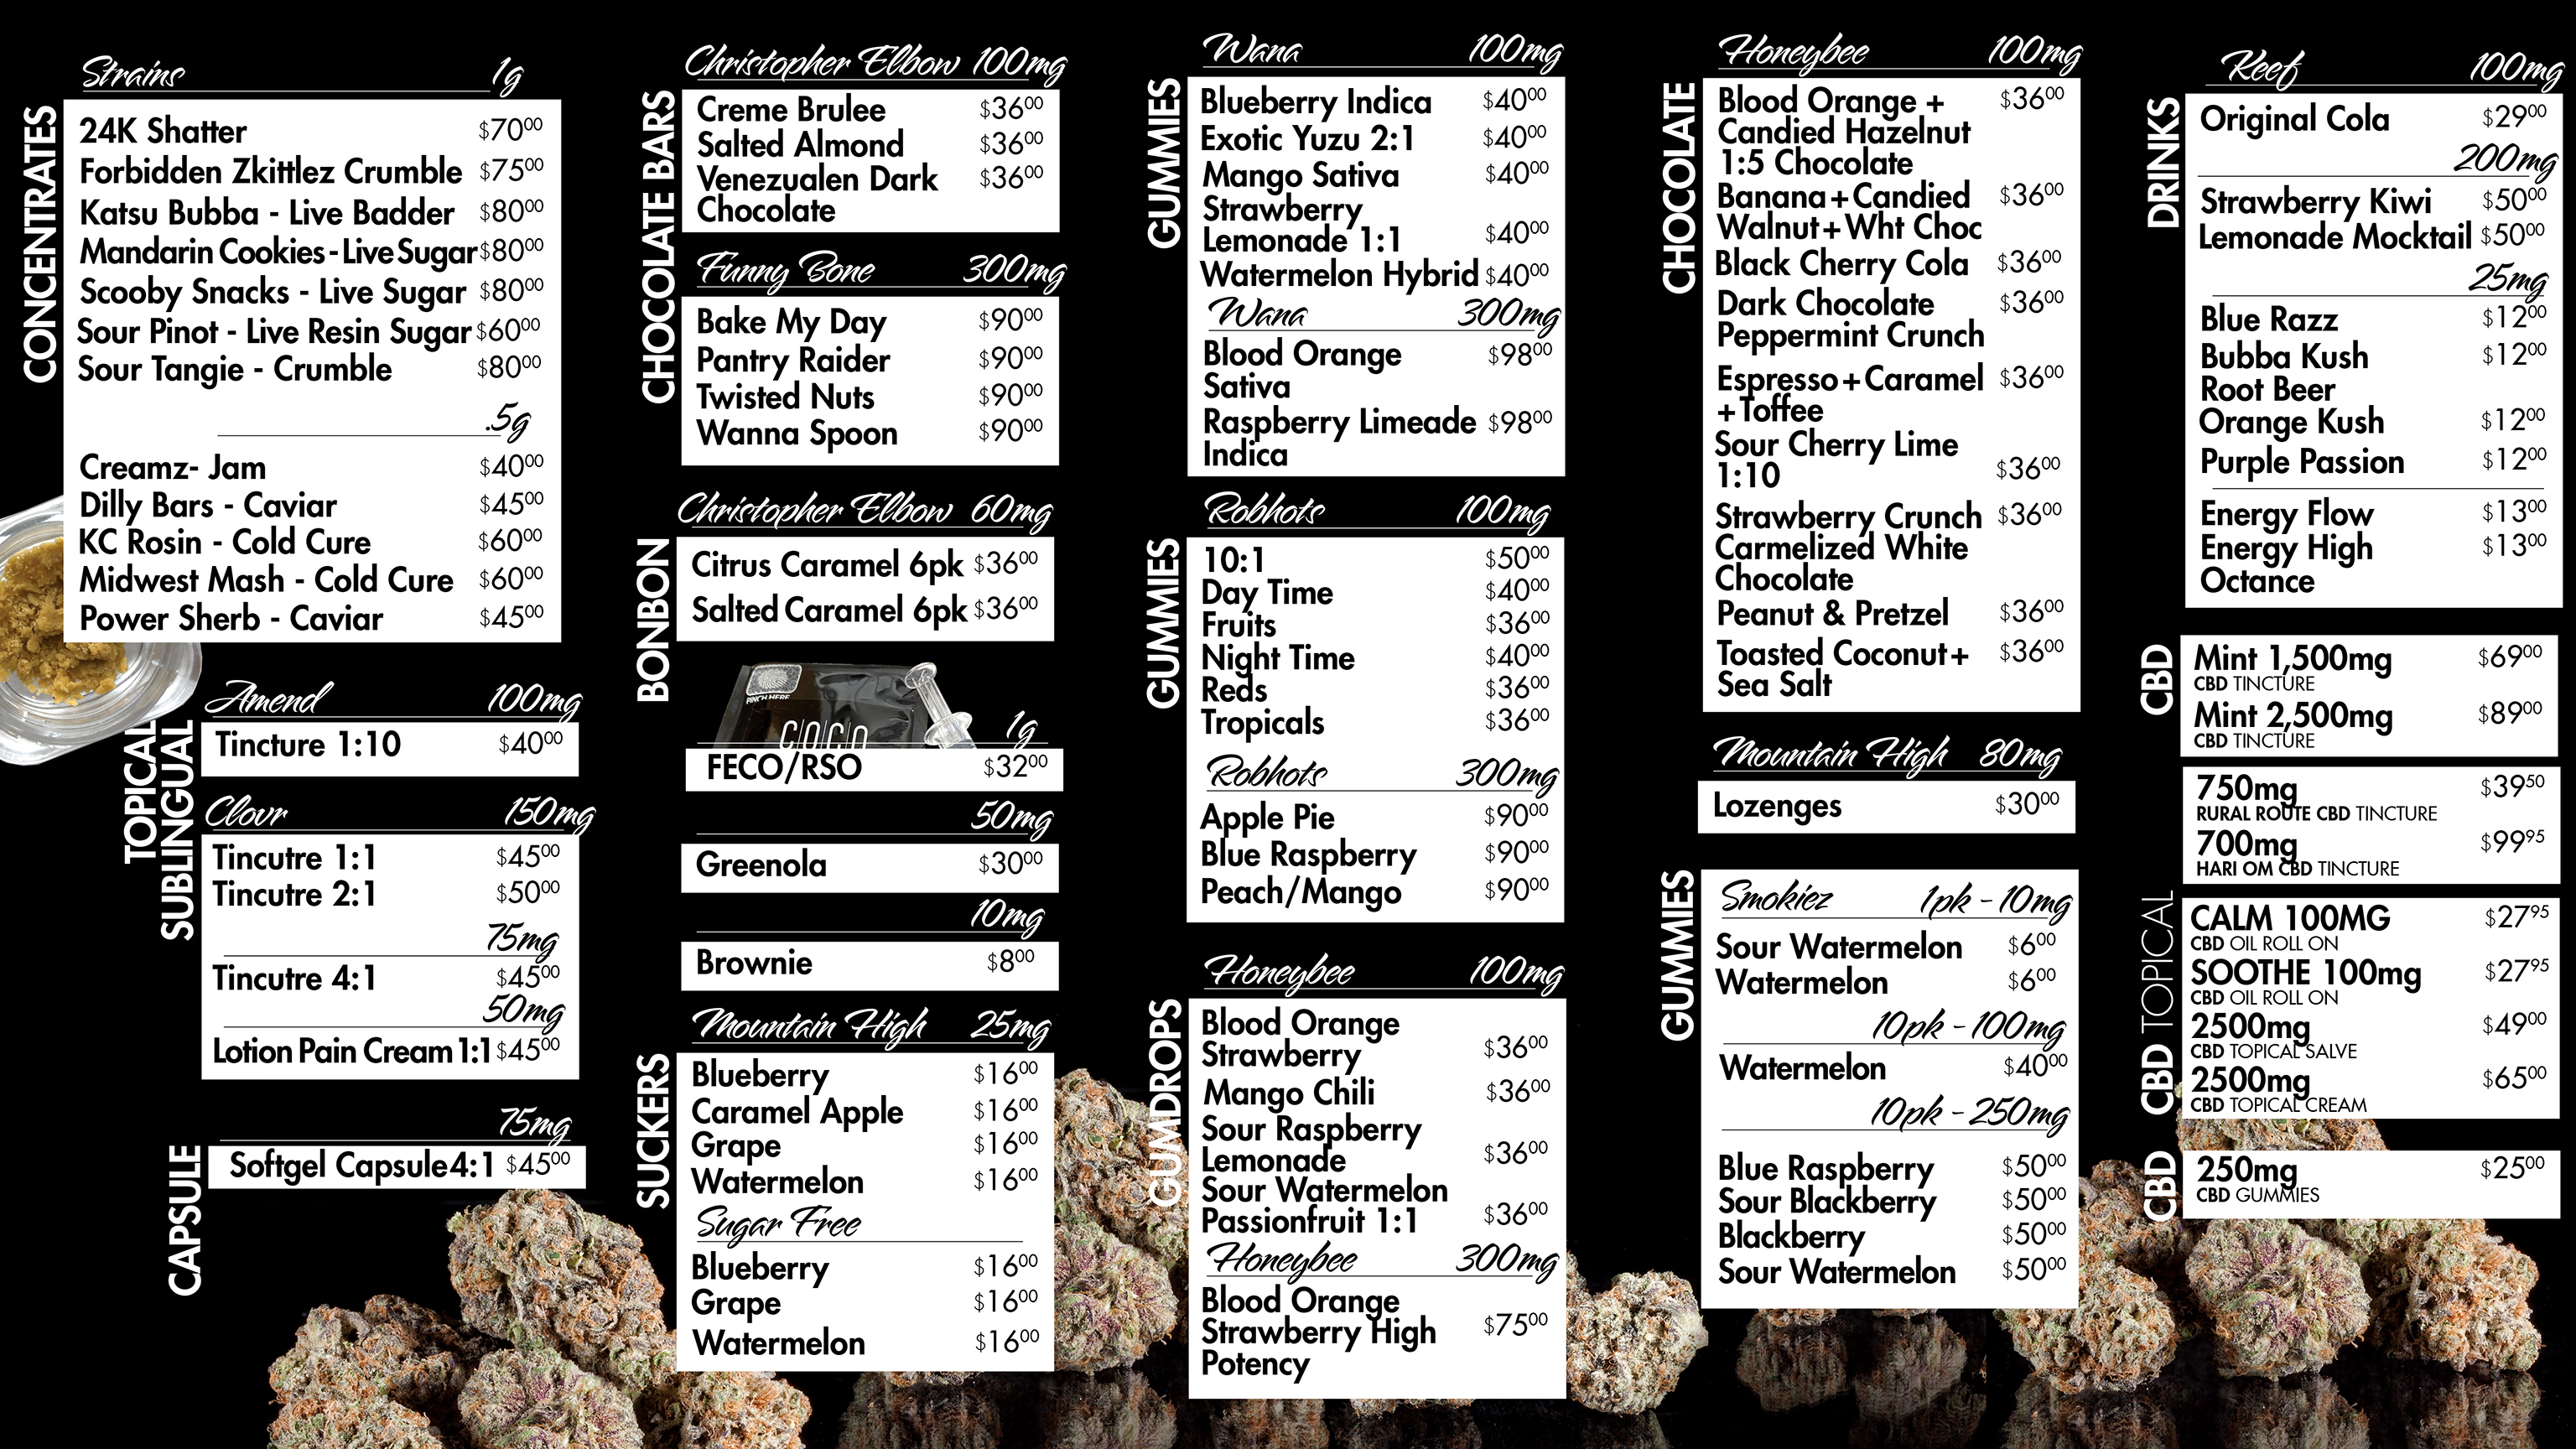 CONCENTRATES
Strains 1g
24K Shatter $70.00
Forbidden Zkittlez Crumble $75.00
Katsu Bubba - Live Badder $80.00
Mandarin Cookies - Live Sugar $80.00
Scooby Snacks - Live Sugar $80.00
Sour Pinot - Live Resin Sugar $60.00
Sour Tangie - Crumble $80.00
.5g
Creamz- Jam $40.00
Dilly Bars - Caviar $45.00
KC Rosin - Cold Cure $60.00
Midwest Mash - Cold Cure $60.00
Power Sherb - Caviar $45.00
TOPICAL
SUBLINGUAL
Amend 100mg
Tincture 1:10 $40.00
Clovr 150mg
Tincutre 1:1 $45.00
Tincutre 2:1 $50.00
75mg
Tincutre 4:1 $45.00
50mg
Lotion Pain Cream 1:1 $45.00
CAPSULE
75mg
Softgel Capsule 4:1 $45.00
CHOCOLATE BARS
Christopher Elbow 100mg
Creme Brulee $36.00
Salted Almond $36.00
Venezualen Dark $36.00
Chocolate
Funny Bone 300mg
Bake My Day $90.00
Pantry Raider $90.00
Twisted Nuts $90.00
Wanna Spoon $90.00
BONBON
Christopher Elbow 60mg
Citrus Caramel 6pk $36.00
Salted Caramel 6pk $36.00
PINCH HERE
1g
FECO/RSO $32.00
50mg
Greenola $30.00
10mg
Brownie $8.00
SUCKERS
Mountain High 25mg
Blueberry $16.00
Caramel Apple $16.00
Grape $16.00
Watermelon $16.00
Sugar Free
Blueberry $16.00
Grape $16.00
Watermelon $16.00
GUMMIES
Wana 100mg
Blueberry Indica $40.00
Exotic Yuzu 2:1 $40.00
Mango Sativa $40.00
Strawberry
Lemonade 1:1 $40.00
Watermelon Hybrid $40.00
Wana 300mg
Blood Orange $98.00
Sativa
Raspberry Limeade $98.00
Indica
GUMMIES
Robhots 100mg
10:1 $50.00
Day Time $40.00
Fruits $36.00
Night Time $40.00
Reds $36.00
Tropicals $36.00
Robhots 300mg
Apple Pie $90.00
Blue Raspberry $90.00
Peach/Mango $90.00
GUMDROPS
Honeybee 100mg
Blood Orange
Strawberry $36.00
Mango Chili $36.00
Sour Raspberry
Lemonade $36.00
Sour Watermelon
Passionfruit 1:1 $36.00
Honeybee 300mg
Blood Orange
Strawberry High $75.00
Potency
CHOCOLATE
Honeybee 100mg
Blood Orange + $36.00
Candied Hazelnut
1:5 Chocolate
Banana+Candied $36.00
Walnut+Wht Choc
Black Cherry Cola $36.00
Dark Chocolate $36.00
Peppermint Crunch
Espresso+Caramel $36.00
+Toffee
Sour Cherry Lime
1:10 $36.00
Strawberry Crunch $36.00
Carmelized White
Chocolate
Peanut & Pretzel $36.00
Toasted Coconut+ $36.00
Sea Salt
Mountain High 80mg
Lozenges $30.00
GUMMIES
Smokiez 1pk - 10mg
Sour Watermelon $6.00
Watermelon $6.00
10pk - 100mg
Watermelon $40.00
10pk - 250mg
Blue Raspberry $50.00
Sour Blackberry $50.00
Blackberry $50.00
Sour Watermelon $50.00
DRINKS
Keef 100mg
Original Cola $29.00
200mg
Strawberry Kiwi $50.00
Lemonade Mocktail $50.00
25mg
Blue Razz $12.00
Bubba Kush $12.00
Root Beer
Orange Kush $12.00
Purple Passion $12.00
Energy Flow $13.00
Energy High $13.00
Octance
CBD
Mint 1,500mg $69.00
CBD TINCTURE
Mint 2,500mg $89.00
CBD TINCTURE
750mg $39.50
RURAL ROUTE CBD TINCTURE
700mg $99.95
HARI OM CBD TINCTURE
CBD TOPICAL
CALM 100MG $27.95
CBD OIL ROLL ON
SOOTHE 100mg $27.95
CBD OIL ROLL ON
2500mg $49.00
CBD TOPICAL SALVE
2500mg $65.00
CBD TOPICAL CREAM
CBD
250mg $25.00
CBD GUMMIES